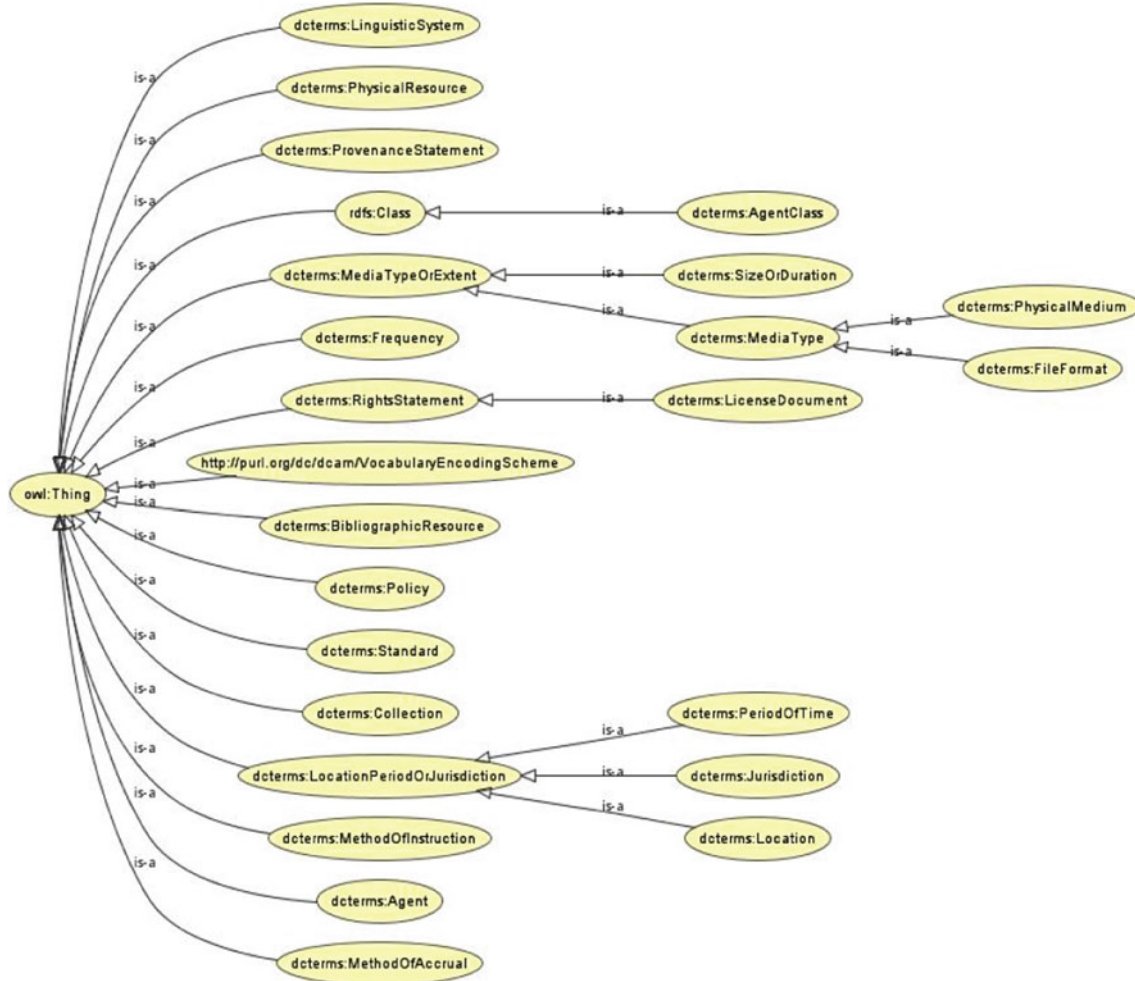 dcterms:LinguisticSystem
is-a
dcterms:PhysicalResource
is-a
dcterms:ProvenanceStatement
is-a
rdfs:Class
is-a
dcterms:AgentClass
is-a
dcterms:MediaTypeOrExtent
is-a
dcterms:SizeOrDuration
is-a
is-a
dcterms:PhysicalMedium
is-a
dcterms:Frequency
dcterms:MediaType
is-a
is-a
dcterms:FileFormat
dcterms:RightsStatement
is-a
dcterms:LicenseDocument
is-a
http://purl.org/dc/dcam/VocabularyEncodingScheme
is-a
owl:Thing
is-a
dcterms:BibliographicResource
is-a
dcterms:Policy
is-a
dcterms:Standard
is-a
dcterms:Collection
is-a
dcterms:PeriodOfTime
is-a
dcterms:LocationPeriodOrJurisdiction
is-a
dcterms:Jurisdiction
is-a
is-a
dcterms:Location
dcterms:MethodOfInstruction
is-a
dcterms:Agent
is-a
dcterms:MethodOfAccrual